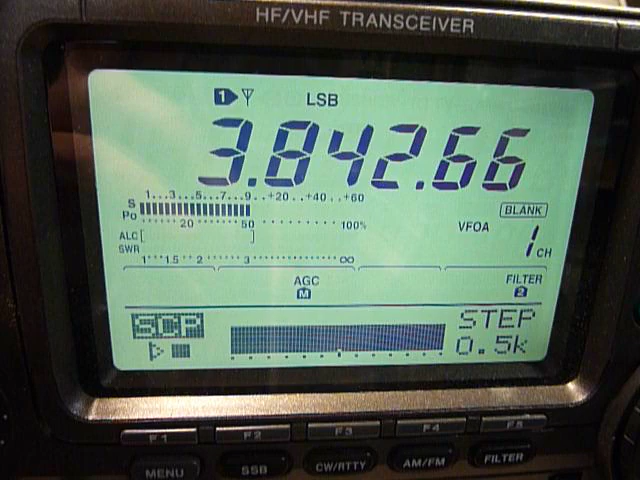 HF/VHF TRANSCEIVER
1 LSB
3.842.66
1...3...5...7...9..+20..+40..+60
S
Po
20 50 100%
BLANK
VFOA
ALC
1 CH
SWR
1 1.5 2 3 ∞
AGC FILTER
M 2
SCP STEP
0.5k
F1 F2 F3 F4 F5
MENU SSB CW/RTTY AM/FM FILTER